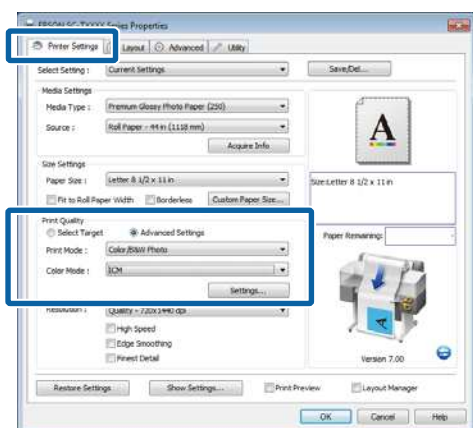 EPSON SC-TXXXX Series Properties
Printer Settings Layout Advanced Utility
Select Setting : Current Settings Save/Del...
Media Settings
Media Type : Premium Glossy Photo Paper (250)
Source : Roll Paper - 44 in (1118 mm)
Acquire Info
A
Size Settings
Paper Size : Letter 8 1/2 x 11 in
Size:Letter 8 1/2 x 11 in
Fit to Roll Paper Width Borderless Custom Paper Size...
Print Quality
Select Target Advanced Settings
Paper Remaining: -
Print Mode : Color/B&W Photo
Color Mode : ICM
Settings...
Resolution : Quality - 720x1440 dpi
High Speed
Edge Smoothing
Finest Detail
A
Version 7.00
Restore Settings Show Settings... Print Preview Layout Manager
OK Cancel Help